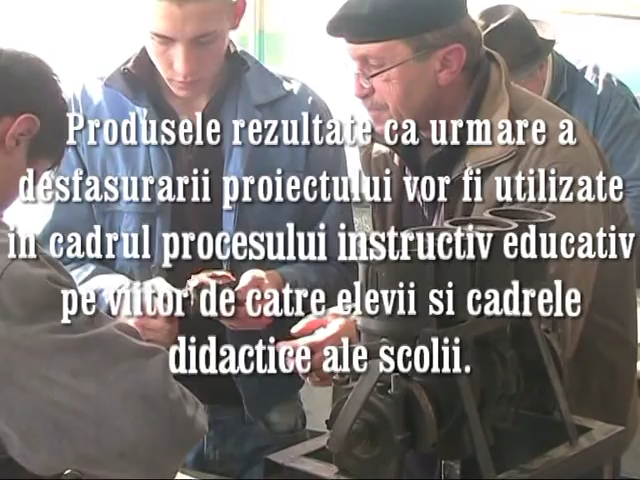 Produsele rezultate ca urmare a
desfasurarii proiectului vor fi utilizate
in cadrul procesului instructiv educativ
pe viitor de catre elevii si cadrele
didactice ale scolii.